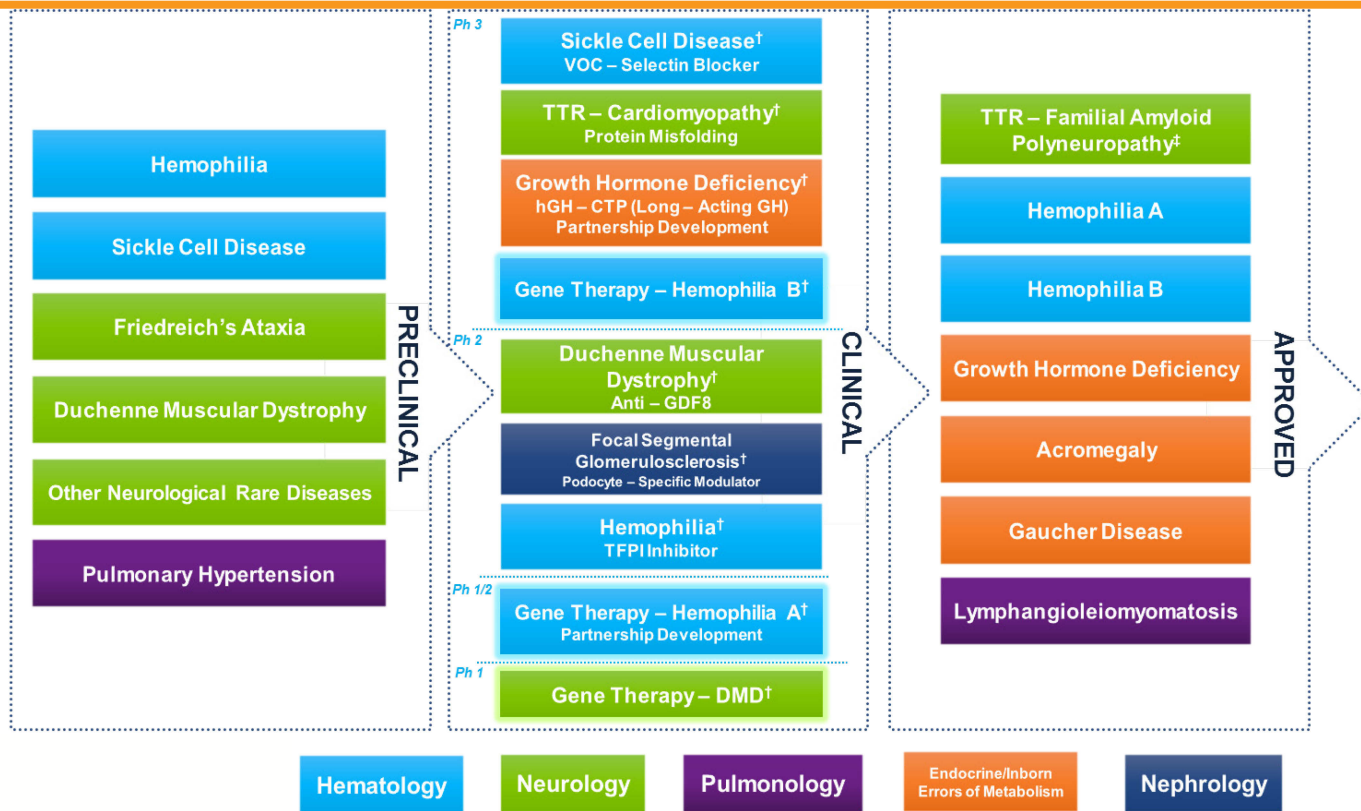 Hemophilia
Sickle Cell Disease
Friedreich's Ataxia
Duchenne Muscular Dystrophy
Other Neurological Rare Diseases
Pulmonary Hypertension
PRECLINICAL
Ph 3
Sickle Cell Disease†
VOC – Selectin Blocker
TTR – Cardiomyopathy†
Protein Misfolding
Growth Hormone Deficiency†
hGH – CTP (Long – Acting GH)
Partnership Development
Gene Therapy – Hemophilia B†
Ph 2
Duchenne Muscular
Dystrophy†
Anti – GDF8
Focal Segmental
Glomerulosclerosis†
Podocyte – Specific Modulator
Hemophilia†
TFPI Inhibitor
Ph 1/2
Gene Therapy – Hemophilia A†
Partnership Development
Ph 1
Gene Therapy – DMD†
CLINICAL
TTR – Familial Amyloid
Polyneuropathy‡
Hemophilia A
Hemophilia B
Growth Hormone Deficiency
Acromegaly
Gaucher Disease
Lymphangioleiomyomatosis
APPROVED
Hematology
Neurology
Pulmonology
Endocrine/Inborn
Errors of Metabolism
Nephrology